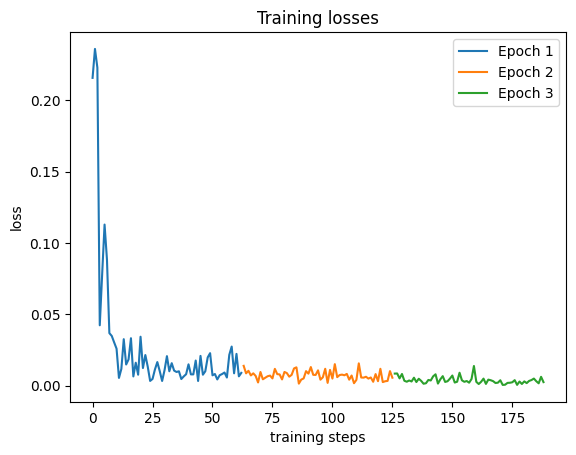 Training losses
Epoch 1
Epoch 2
Epoch 3
loss
0.20
0.15
0.10
0.05
0.00
0 25 50 75 100 125 150 175
training steps